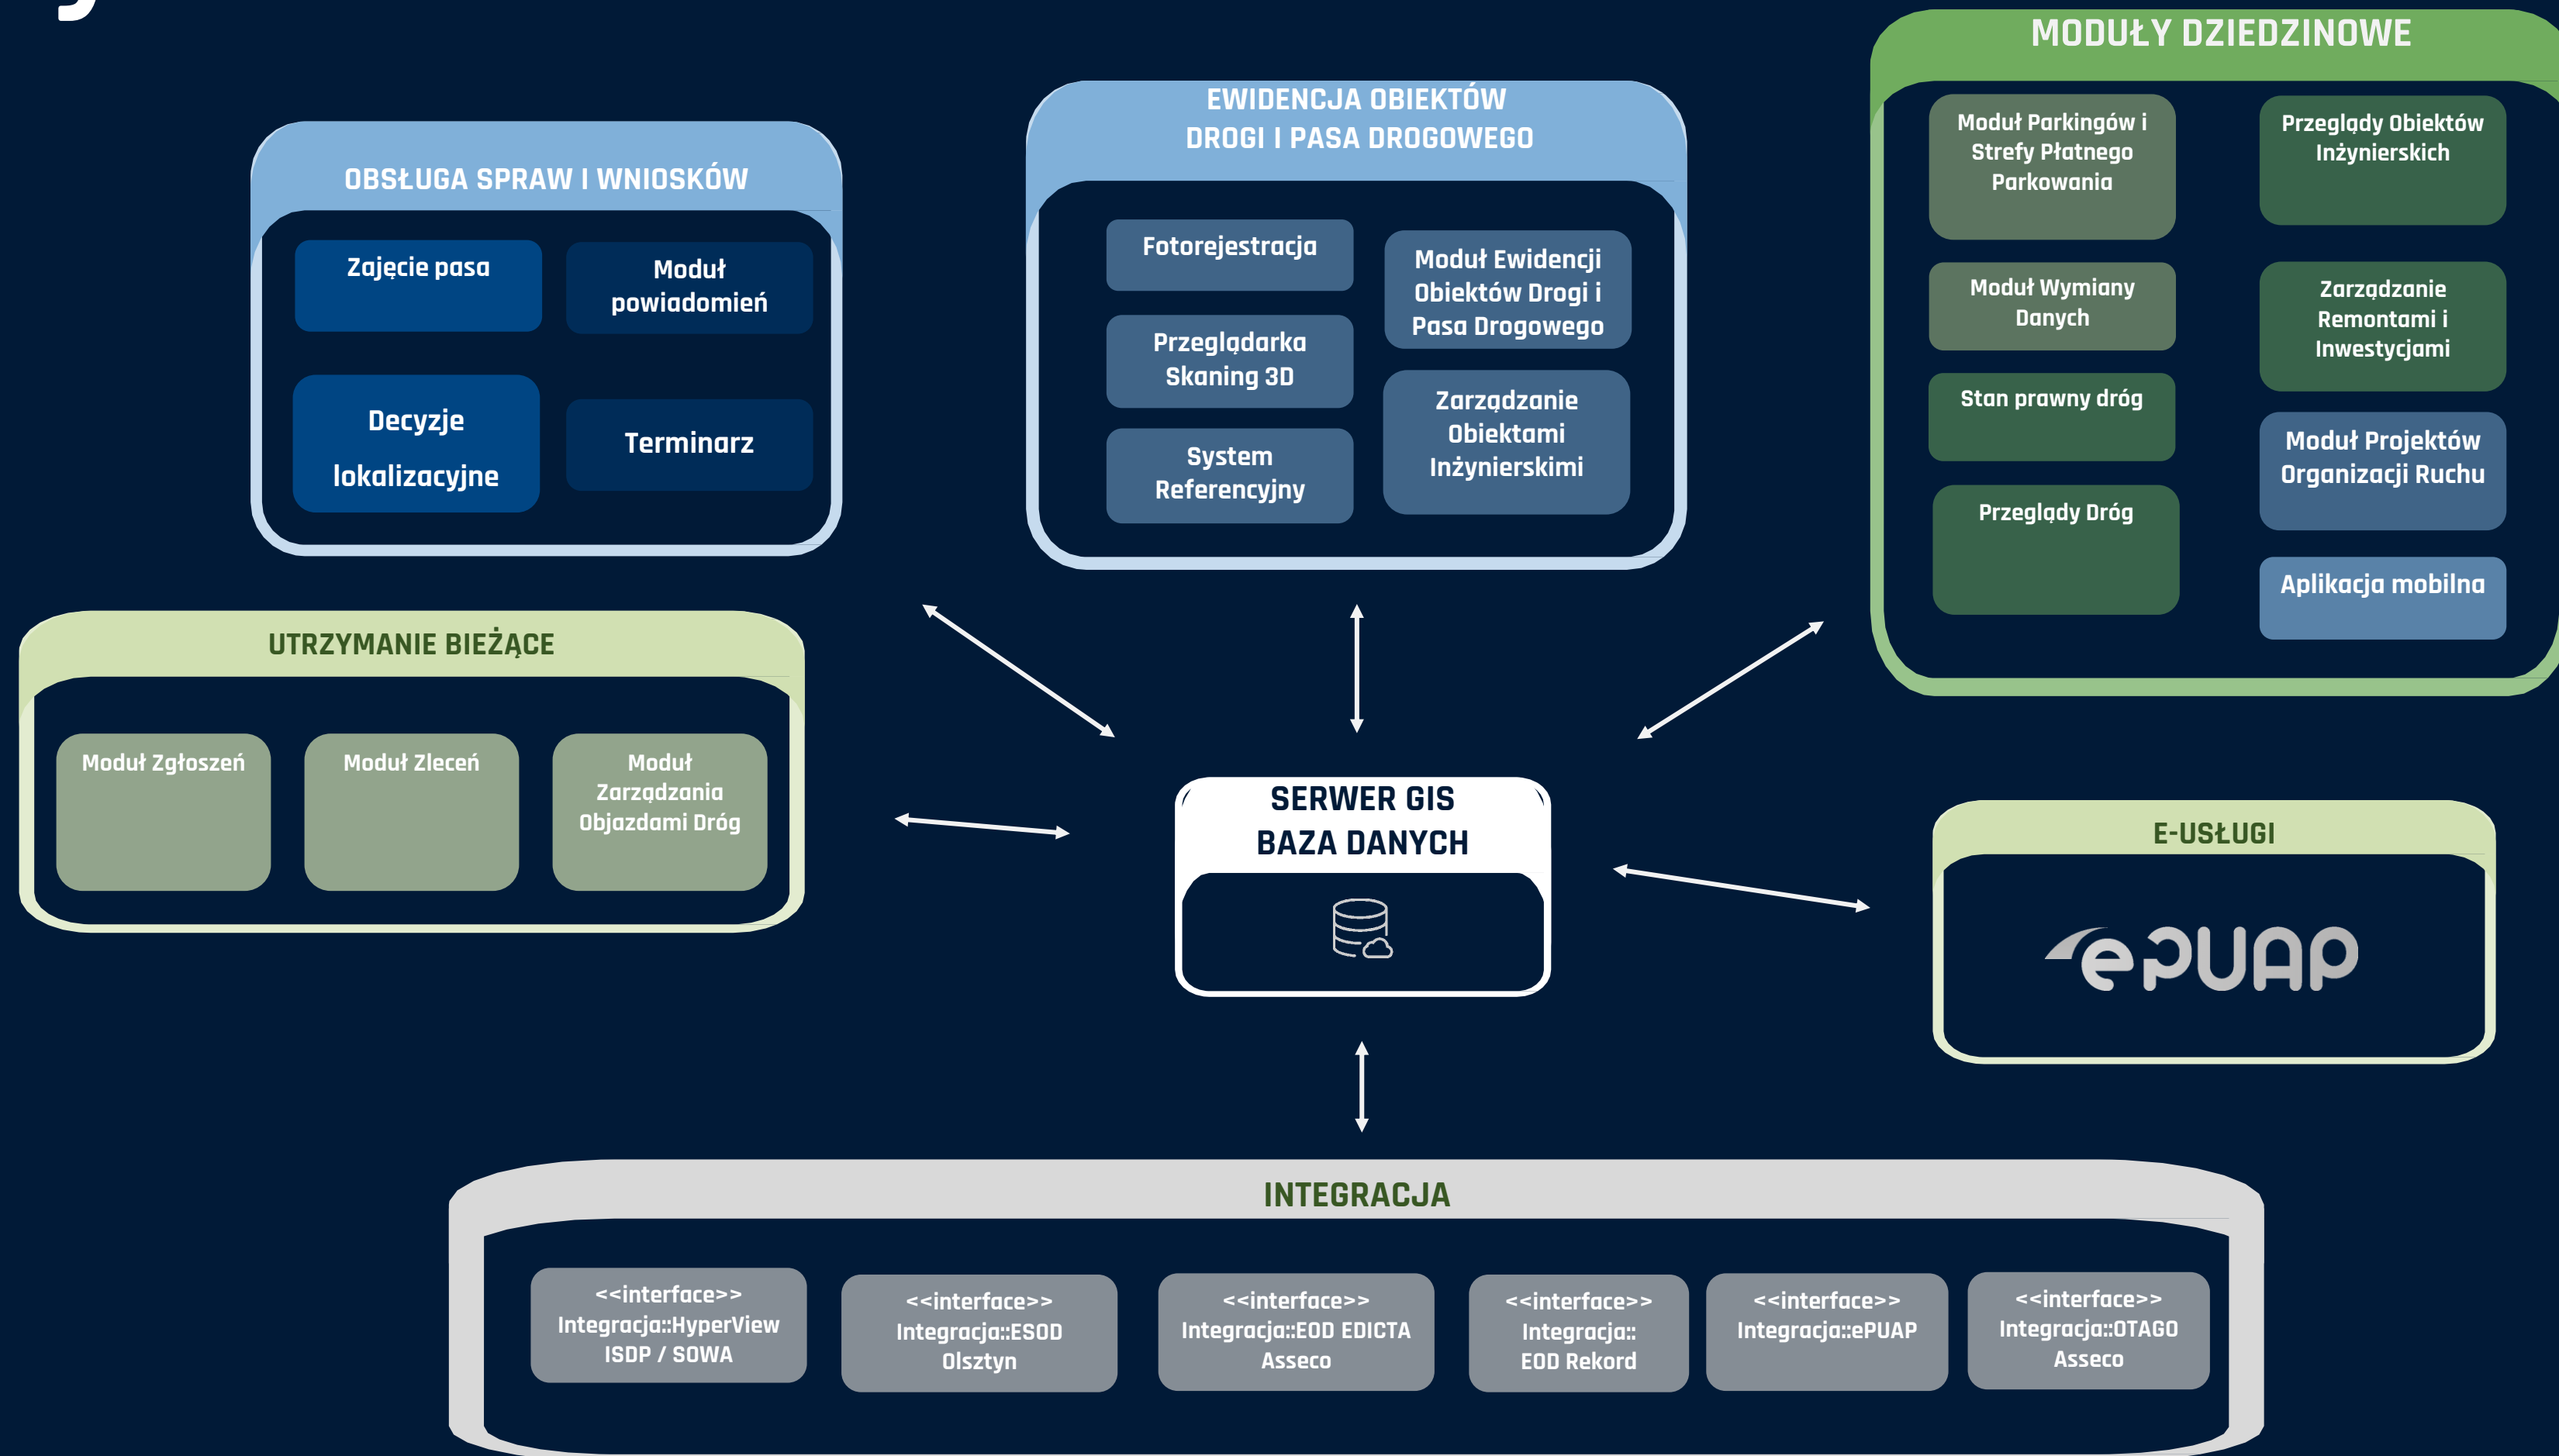 MODUŁY DZIEDZINOWE
Moduł Parkingów i
Strefy Płatnego
Parkowania
Przeglądy Obiektów
Inżynierskich
Moduł Wymiany
Danych
Zarządzanie
Remontami i
Inwestycjami
Stan prawny dróg
Moduł Projektów
Organizacji Ruchu
Przeglądy Dróg
Aplikacja mobilna
EWIDENCJA OBIEKTÓW
DROGI I PASA DROGOWEGO
Fotorejestracja
Moduł Ewidencji
Obiektów Drogi i
Pasa Drogowego
Przeglądarka
Skaning 3D
Zarządzanie
Obiektami
Inżynierskimi
System
Referencyjny
OBSŁUGA SPRAW I WNIOSKÓW
Zajęcie pasa
Moduł
powiadomień
Decyzje
lokalizacyjne
Terminarz
UTRZYMANIE BIEŻĄCE
Moduł Zgłoszeń
Moduł Zleceń
Moduł
Zarządzania
Objazdami Dróg
SERWER GIS
BAZA DANYCH
E-USŁUGI
ePUAP
INTEGRACJA
<<interface>>
Integracja::HyperView
ISDP / SOWA
<<interface>>
Integracja::ESOD
Olsztyn
<<interface>>
Integracja::EOD EDICTA
Asseco
<<interface>>
Integracja::
EOD Rekord
<<interface>>
Integracja::ePUAP
<<interface>>
Integracja::OTAGO
Asseco